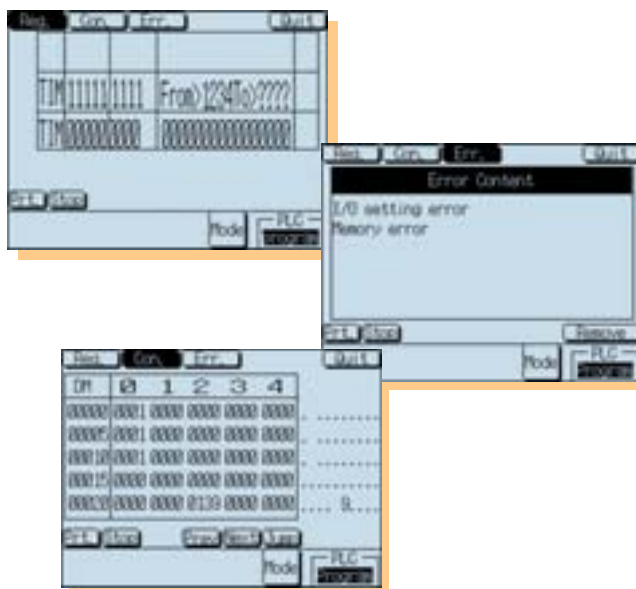 Reg. Con. Err. Quit
TIM 11111 1111 From>1234To>????
TIM 00000 0000 00000000000000
Prt. Stop
Mode PLC
Program
Reg. Con. Err. Quit
Error Content
I/O setting error
Memory error
Prt. Stop Remove
Mode PLC
Program
Reg. Con. Err. Quit
DM 0 1 2 3 4
00000 0001 0000 0000 0000 0000 . . . . . . . . . .
00005 0001 0000 0000 0000 0000 . . . . . . . . . .
00010 0001 0000 0000 0000 0000 . . . . . . . . . .
00015 0000 0000 0000 0000 0000 . . . . . . . . . .
00020 0000 0000 0139 0000 0000 . . . . . 9. . . .
Prt. Stop Prev Next Jump
Mode PLC
Program